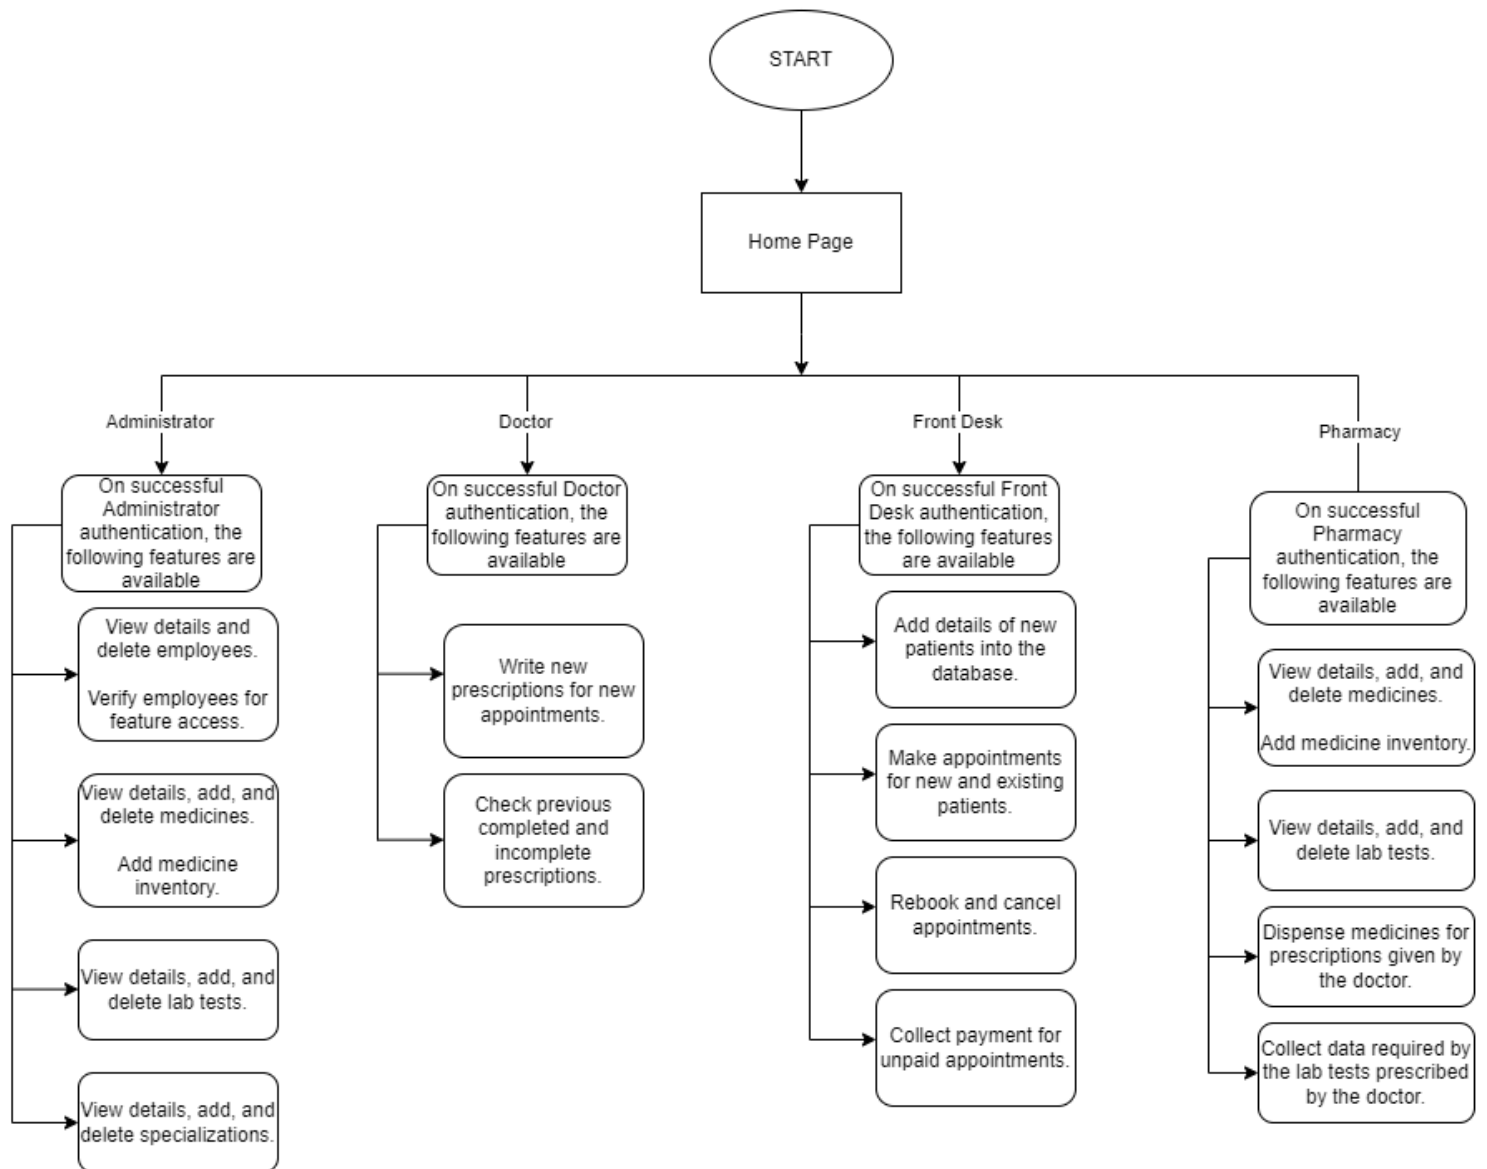 START
Home Page
Administrator
Doctor
Front Desk
Pharmacy
On successful
Administrator
authentication, the
following features are
available
View details and
delete employees.
Verify employees for
feature access.
View details, add, and
delete medicines.
Add medicine
inventory.
View details, add, and
delete lab tests.
View details, add, and
delete specializations.
On successful Doctor
authentication, the
following features are
available
Write new
prescriptions for new
appointments.
Check previous
completed and
incomplete
prescriptions.
On successful Front
Desk authentication,
the following features
are available
Add details of new
patients into the
database.
Make appointments
for new and existing
patients.
Rebook and cancel
appointments.
Collect payment for
unpaid appointments.
On successful
Pharmacy
authentication, the
following features are
available
View details, add, and
delete medicines.
Add medicine inventory.
View details, add, and
delete lab tests.
Dispense medicines for
prescriptions given by
the doctor.
Collect data required by
the lab tests prescribed
by the doctor.